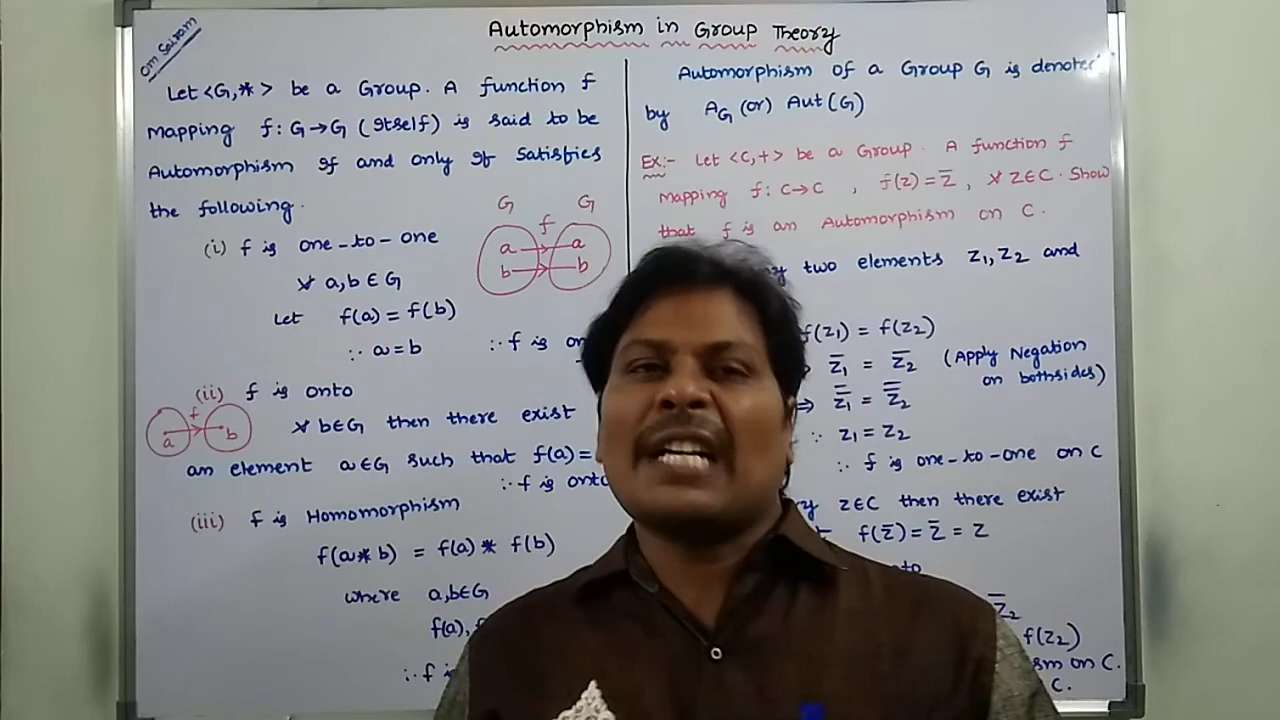 Om Sairam
Automorphism in Group Theory
Let <G,*> be a Group. A function f
Mapping f: G→G (Itself) is said to be
Automorphism If and only If Satisfies
the following.
(i) f is one-to-one
∀ a,b ∈ G
Let f(a) = f(b)
∴ a = b
∴ f is
G G
f
a a
b b
(ii) f is onto
∀ b∈G then there exist
an element a∈G such that f(a)=
∴ f is onto
f
a b
(iii) f is Homomorphism
f(a*b) = f(a) * f(b)
where a,b∈G
f(a),
∴ f
Automorphism of a Group G is denoted
by A_G (or) Aut(G)
Ex:- Let <C,+> be a Group. A function f
Mapping f: C→C , f(z) = z̅ , ∀ z∈C. Show
that f is an Automorphism on C.
two elements z₁,z₂ and
f(z₁) = f(z₂)
z̅₁ = z̅₂ (Apply Negation
on bothsides)
⇒ z̿₁ = z̿₂
∴ z₁ = z₂
∴ f is one-to-one on C
z∈C then there exist
f(z̅) = z̅ = z
z̅₂
f(z₂)
on C.
C.